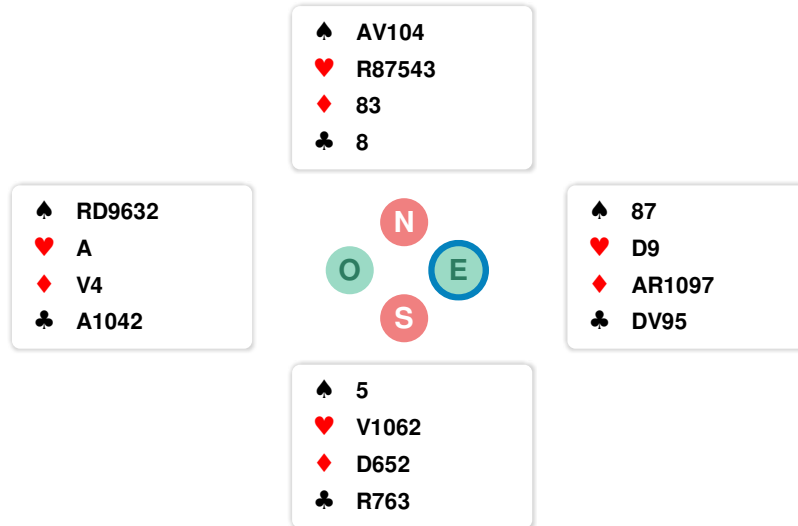 ♠ AV104
♥ R87543
♦ 83
♣ 8
♠ RD9632
♥ A
♦ V4
♣ A1042
N
O E
S
♠ 87
♥ D9
♦ AR1097
♣ DV95
♠ 5
♥ V1062
♦ D652
♣ R763